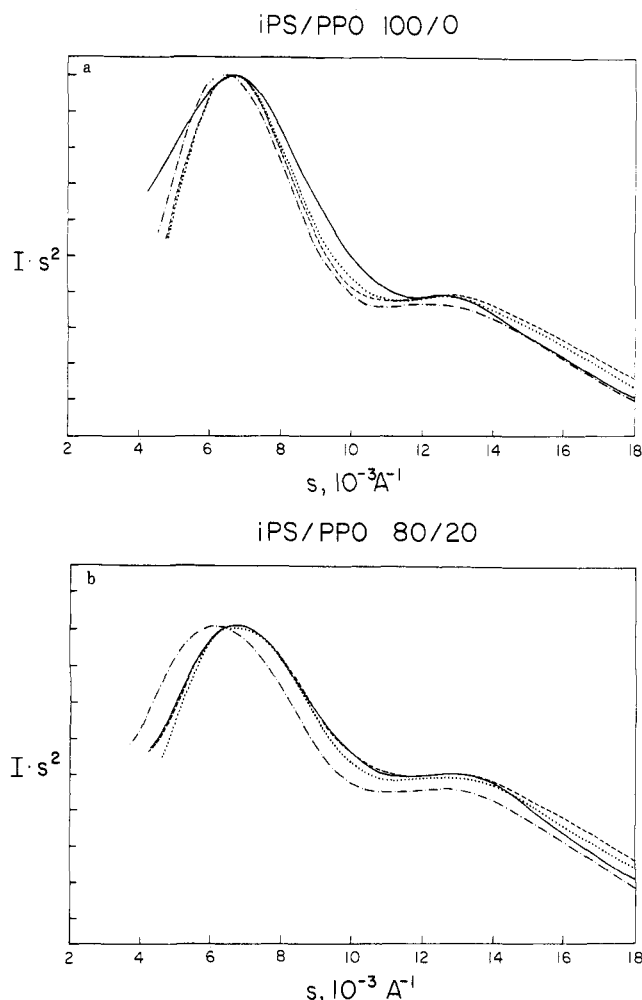 iPS/PPO 100/0
a
I·s²
2 4 6 8 10 12 14 16 18
s, 10⁻³A⁻¹
iPS/PPO 80/20
b
I·s²
2 4 6 8 10 12 14 16 18
s, 10⁻³ A⁻¹